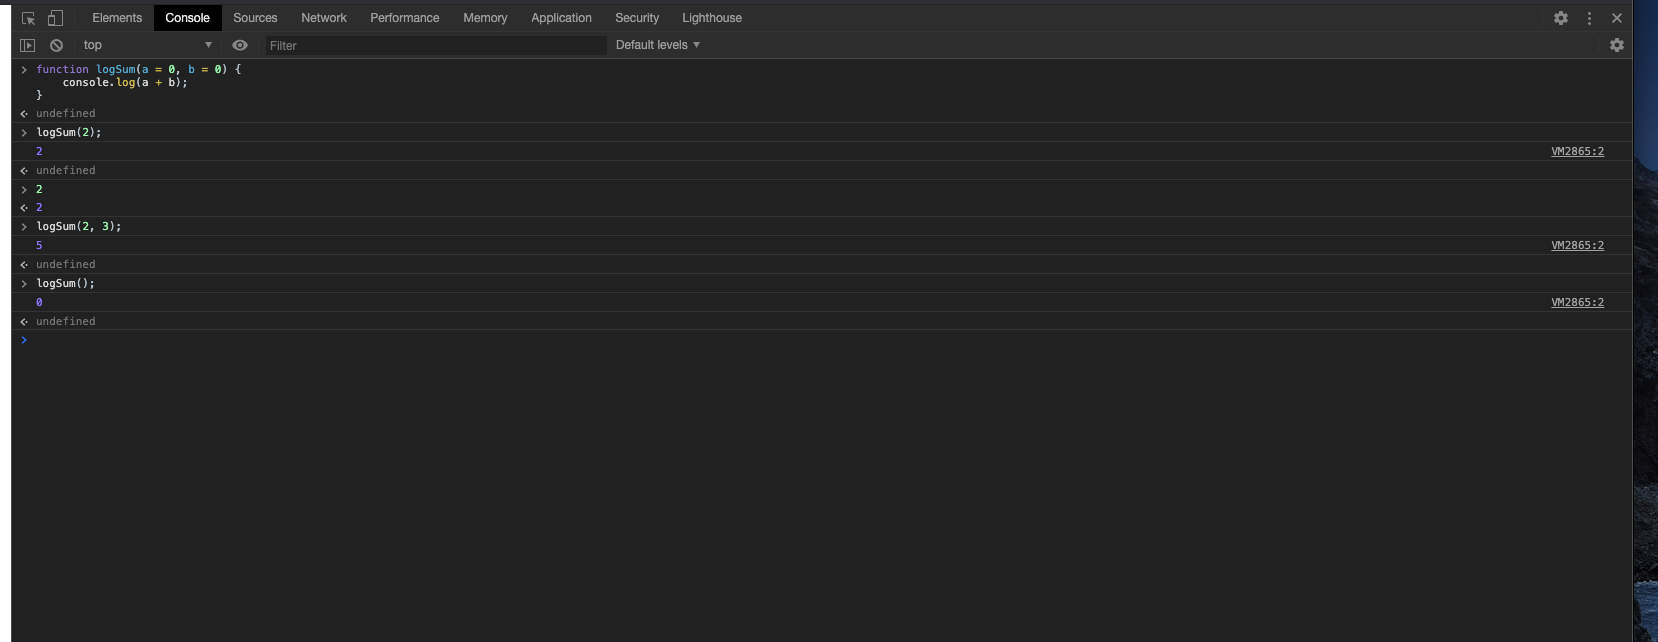 Elements Console Sources Network Performance Memory Application Security Lighthouse
top Filter Default levels
function logSum(a = 0, b = 0) {
    console.log(a + b);
}
undefined
logSum(2);
2 VM2865:2
undefined
2
2
logSum(2, 3);
5 VM2865:2
undefined
logSum();
0 VM2865:2
undefined